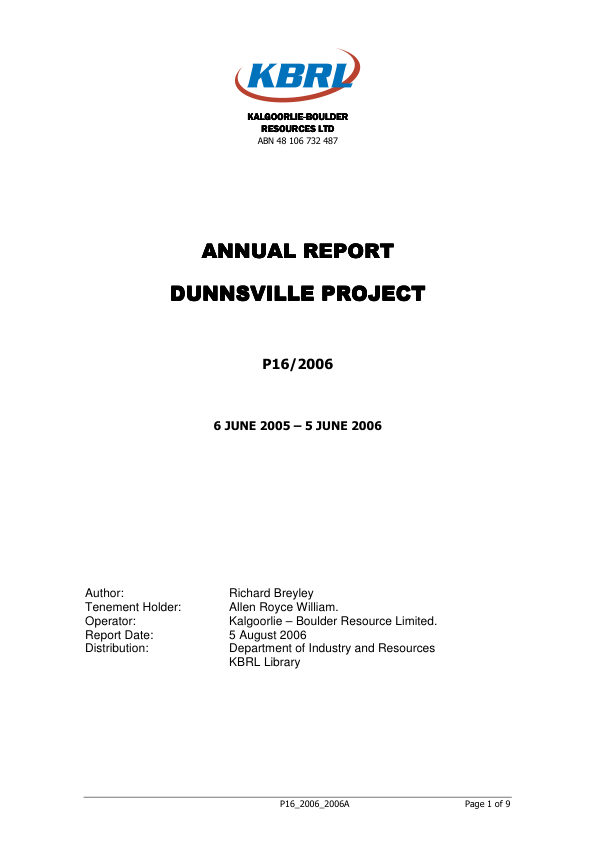 KBRL
KALGOORLIE-BOULDER
RESOURCES LTD
ABN 48 106 732 487
ANNUAL REPORT
DUNNSVILLE PROJECT
P16/2006
6 JUNE 2005 – 5 JUNE 2006
Author: Richard Breyley
Tenement Holder: Allen Royce William.
Operator: Kalgoorlie – Boulder Resource Limited.
Report Date: 5 August 2006
Distribution: Department of Industry and Resources
KBRL Library
P16_2006_2006A Page 1 of 9